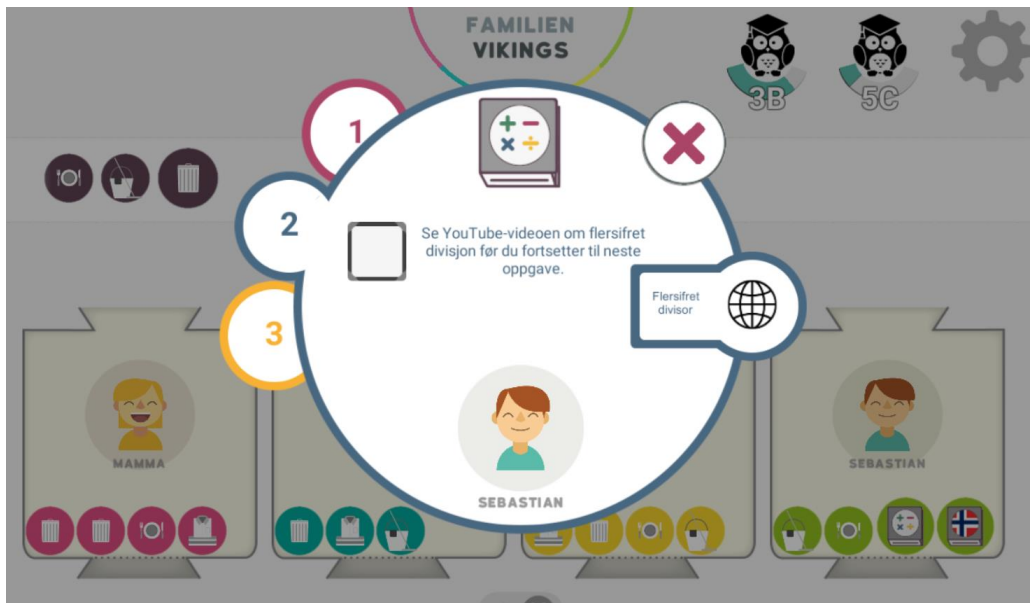 FAMILIEN
VIKINGS
3B
5C
1
2
3
Se YouTube-videoen om flersifret
divisjon før du fortsetter til neste
oppgave.
Flersifret
divisor
MAMMA
SEBASTIAN
SEBASTIAN